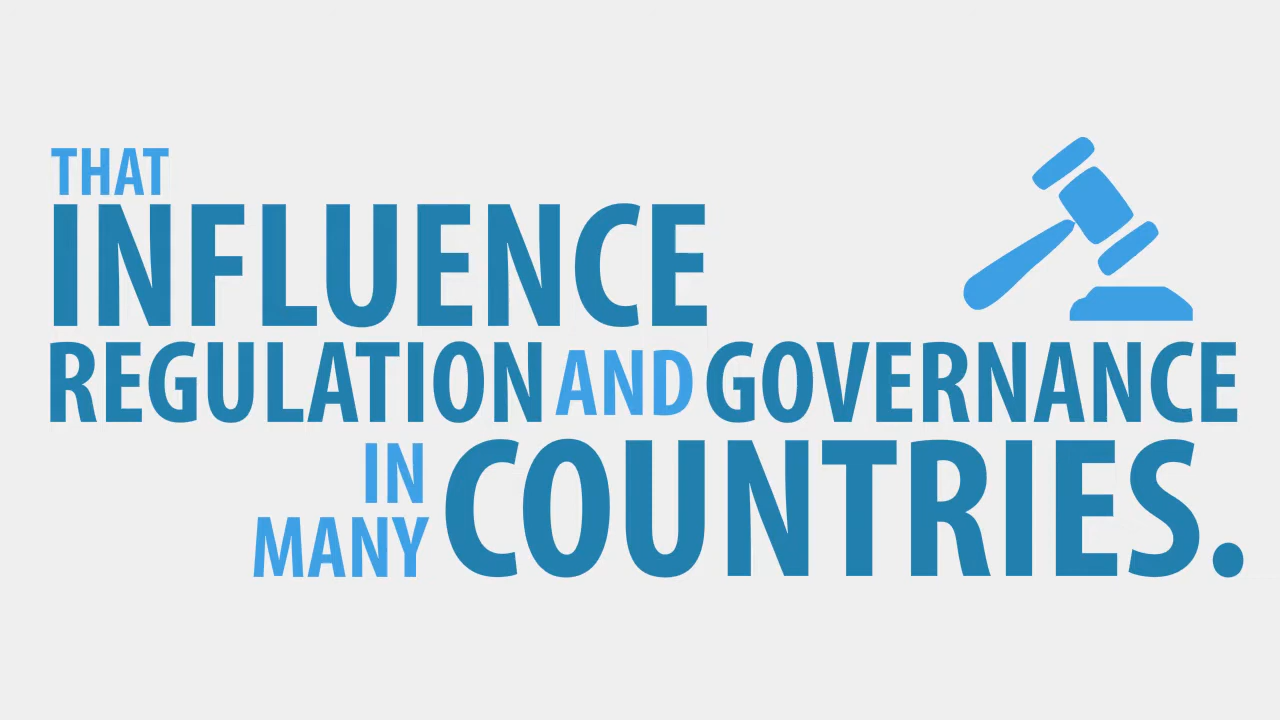 THAT
INFLUENCE
REGULATION AND GOVERNANCE
IN
MANY COUNTRIES.